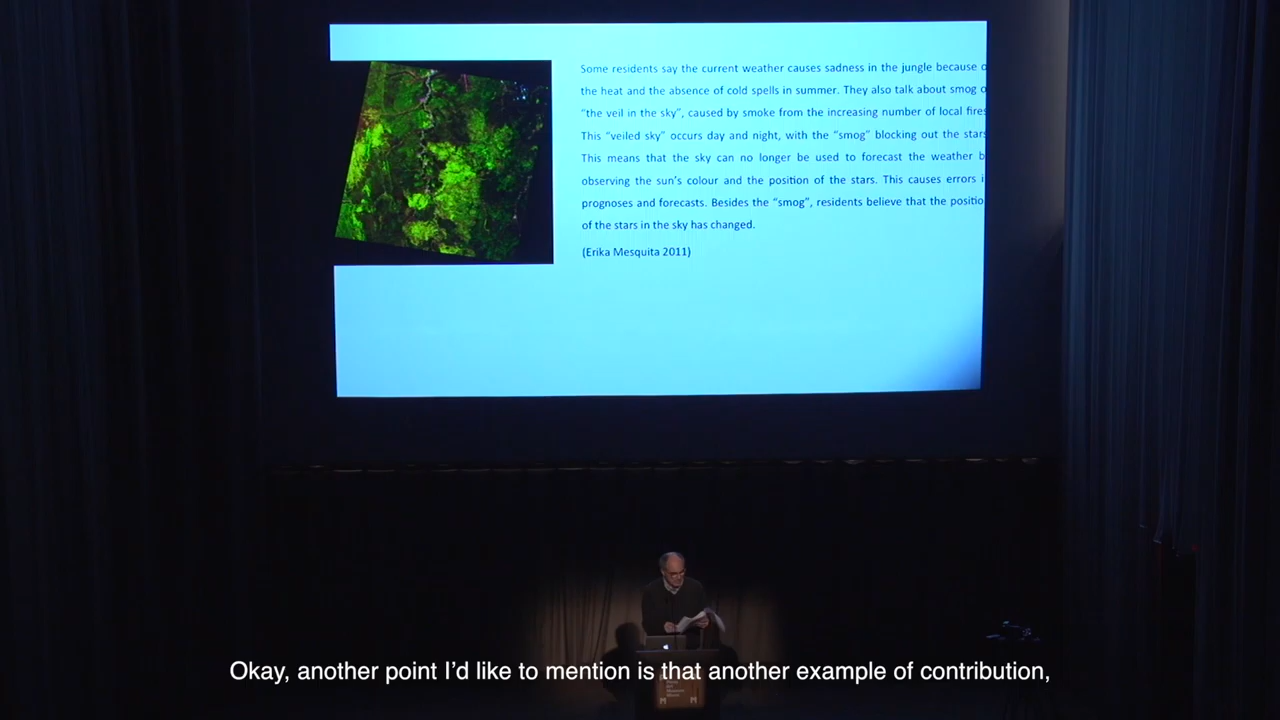 Some residents say the current weather causes sadness in the jungle because
the heat and the absence of cold spells in summer. They also talk about smog
“the veil in the sky”, caused by smoke from the increasing number of local fires
This “veiled sky” occurs day and night, with the “smog” blocking out the stars
This means that the sky can no longer be used to forecast the weather
observing the sun’s colour and the position of the stars. This causes errors
prognoses and forecasts. Besides the “smog”, residents believe that the
of the stars in the sky has changed.
(Erika Mesquita 2011)
Okay, another point I’d like to mention is that another example of contribution,